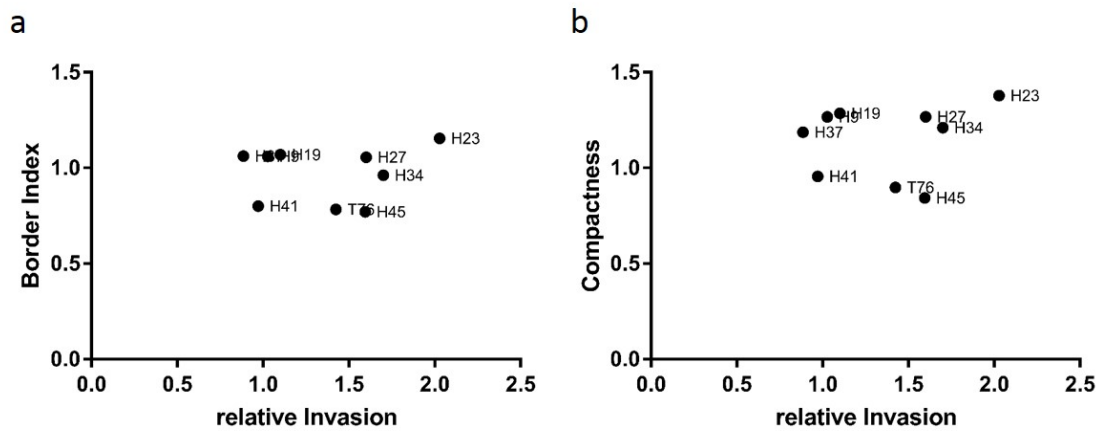 a
b
1.5
1.0
0.5
0.0
Border Index
H9
H19
H27
H23
H34
H41
T76
H45
0.0
0.5
1.0
1.5
2.0
2.5
relative Invasion
1.5
1.0
0.5
0.0
Compactness
H23
H9
H19
H27
H34
H37
H41
T76
H45
0.0
0.5
1.0
1.5
2.0
2.5
relative Invasion